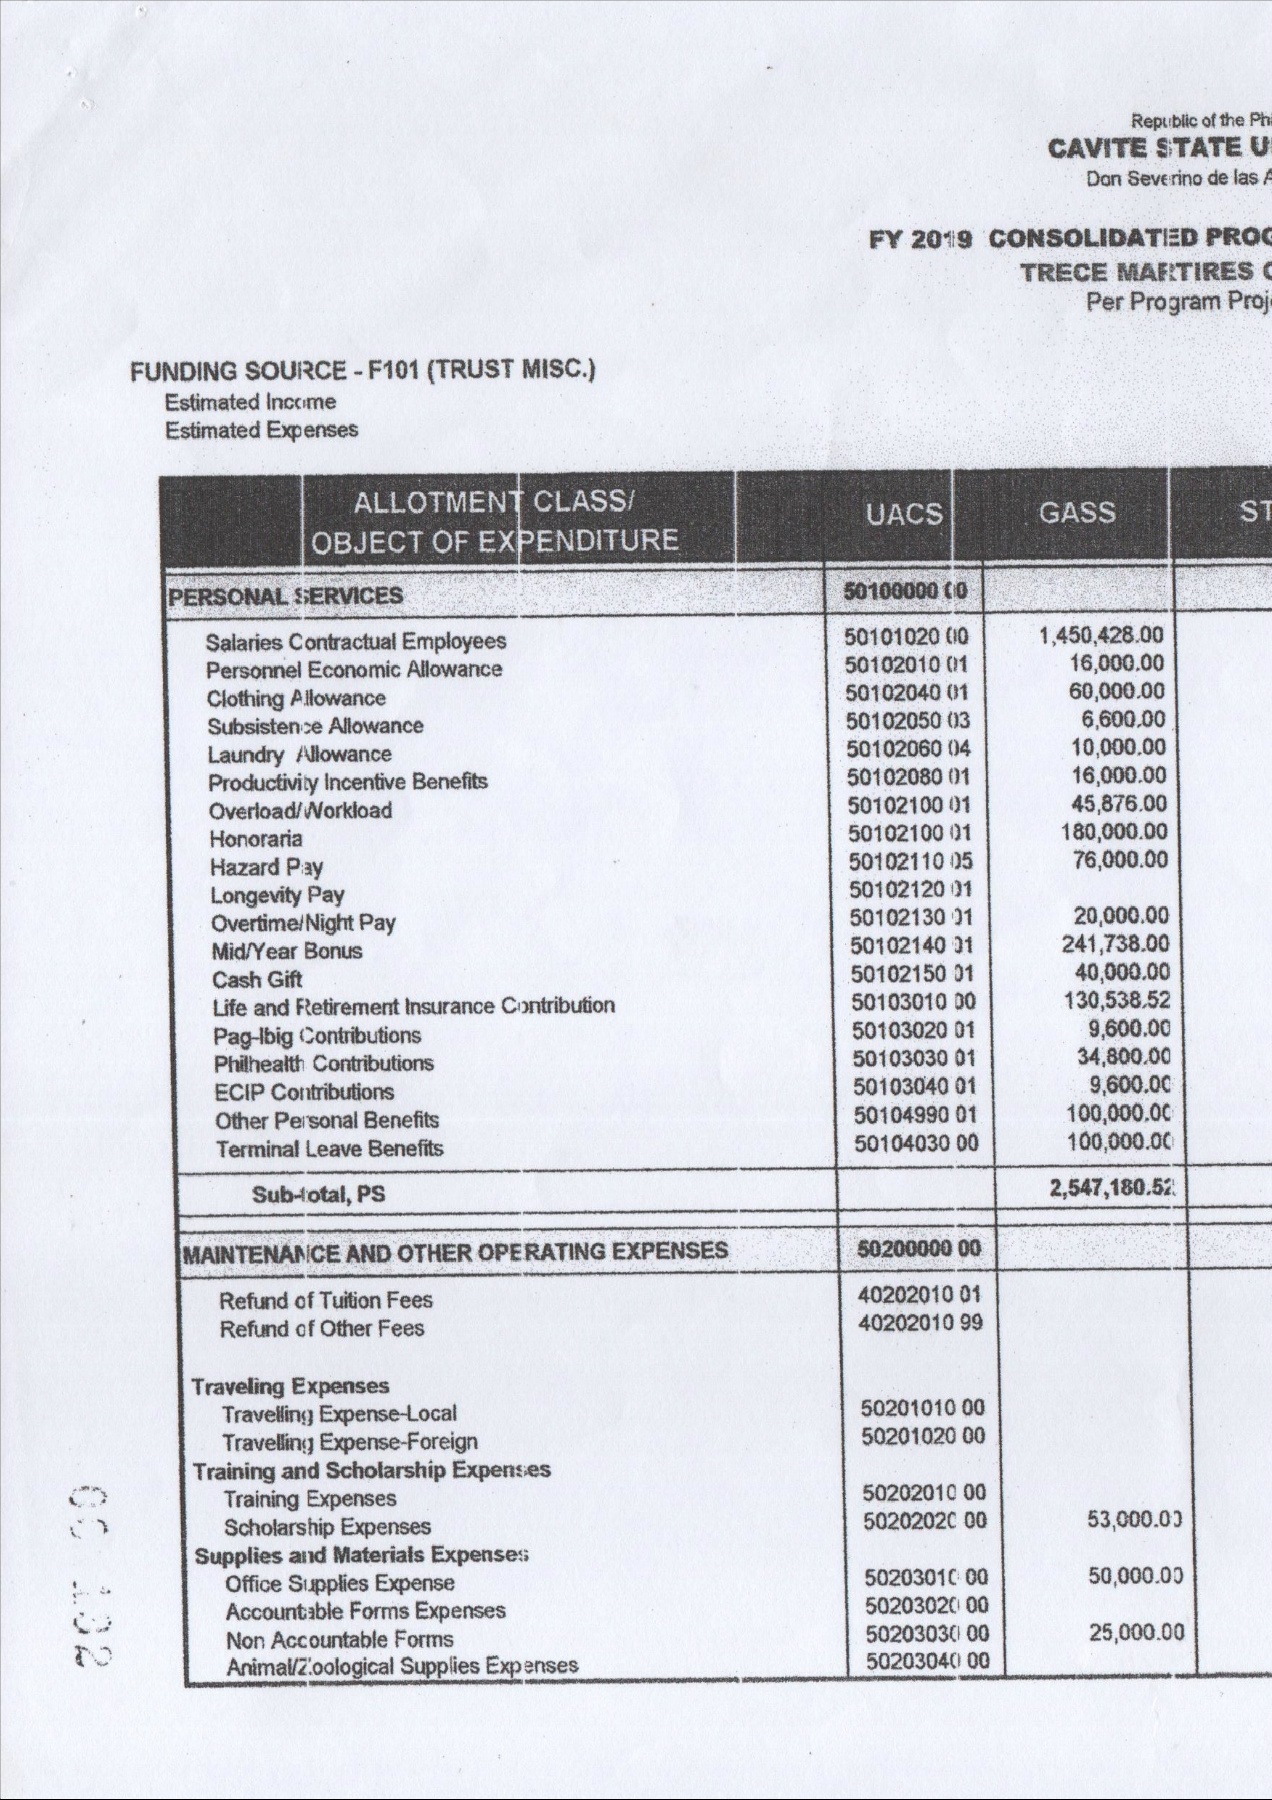 Republic of the Phi
CAVITE STATE U
Don Severino de las A
FY 2019 CONSOLIDATED PROG
TRECE MARTIRES C
Per Program Proj
FUNDING SOURCE - F101 (TRUST MISC.)
Estimated Income
Estimated Expenses
ALLOTMENT CLASS/
OBJECT OF EXPENDITURE UACS GASS ST
PERSONAL SERVICES 50100000 00
Salaries Contractual Employees 50101020 00 1,450,428.00
Personnel Economic Allowance 50102010 01 16,000.00
Clothing Allowance 50102040 01 60,000.00
Subsistence Allowance 50102050 03 6,600.00
Laundry Allowance 50102060 04 10,000.00
Productivity Incentive Benefits 50102080 01 16,000.00
Overload/Workload 50102100 01 45,876.00
Honoraria 50102100 01 180,000.00
Hazard Pay 50102110 05 76,000.00
Longevity Pay 50102120 01
Overtime/Night Pay 50102130 01 20,000.00
Mid/Year Bonus 50102140 01 241,738.00
Cash Gift 50102150 01 40,000.00
Life and Retirement Insurance Contribution 50103010 00 130,538.52
Pag-Ibig Contributions 50103020 01 9,600.00
Philhealth Contributions 50103030 01 34,800.00
ECIP Contributions 50103040 01 9,600.00
Other Personal Benefits 50104990 01 100,000.00
Terminal Leave Benefits 50104030 00 100,000.00
Sub-total, PS 2,547,180.52
MAINTENANCE AND OTHER OPERATING EXPENSES 50200000 00
Refund of Tuition Fees 40202010 01
Refund of Other Fees 40202010 99
Traveling Expenses
Travelling Expense-Local 50201010 00
Travelling Expense-Foreign 50201020 00
Training and Scholarship Expenses
Training Expenses 50202010 00
Scholarship Expenses 50202020 00 53,000.00
Supplies and Materials Expenses
Office Supplies Expense 50203010 00 50,000.00
Accountable Forms Expenses 50203020 00
Non Accountable Forms 50203030 00 25,000.00
Animal/Zoological Supplies Expenses 50203040 00